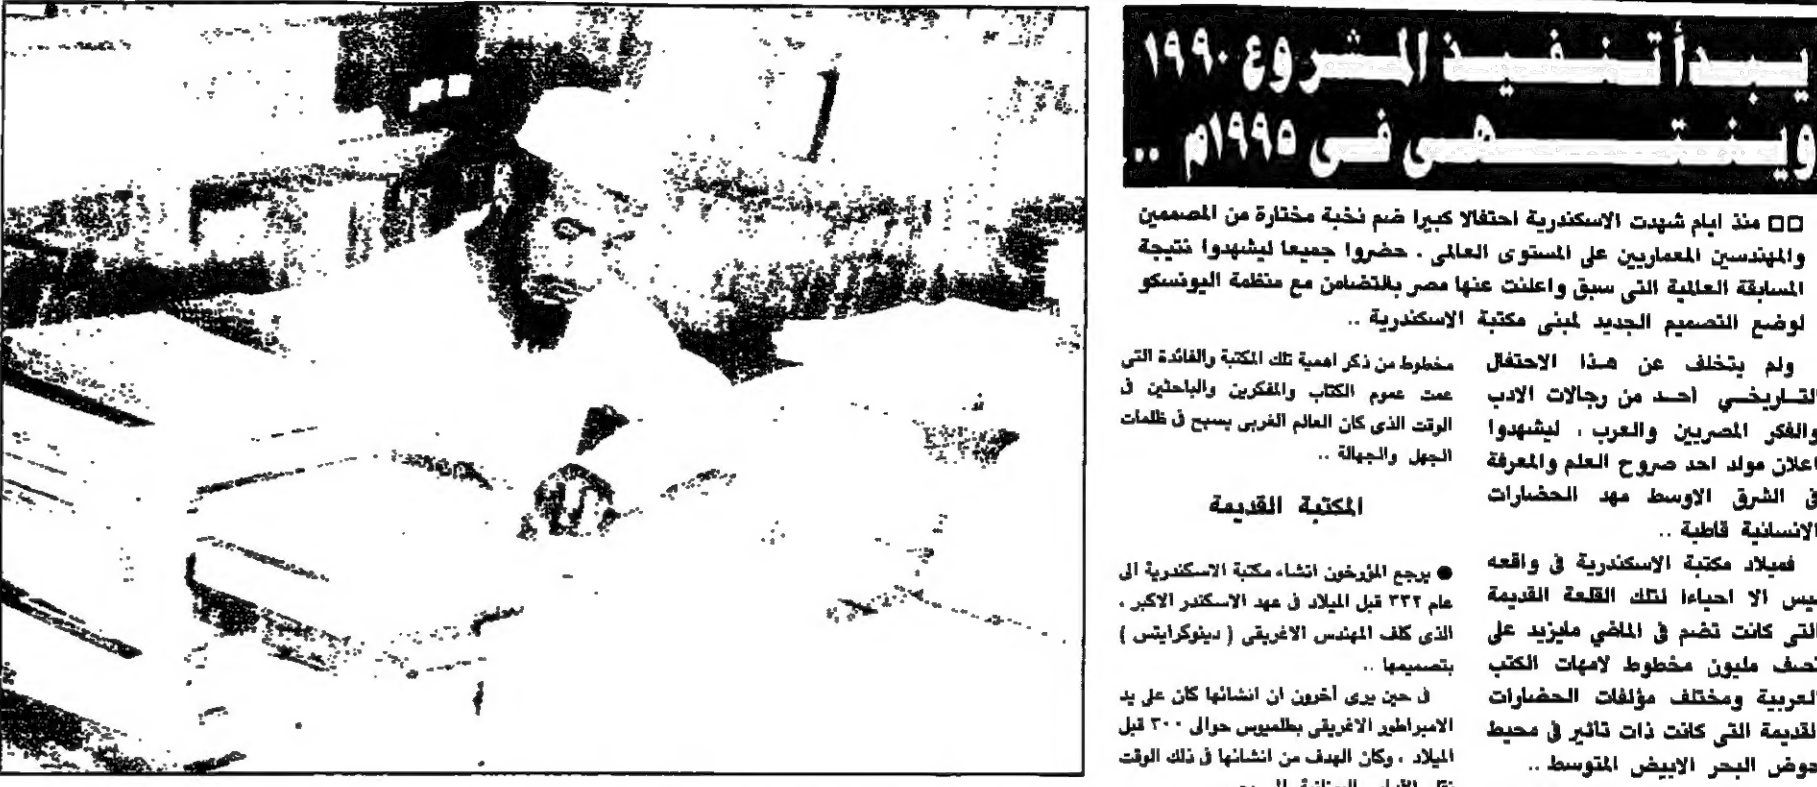 يبدأ تنفيذ المشروع ١٩٩٠
وينتهى فى ١٩٩٥م ..
□□ منذ ايام شهدت الاسكندرية احتفالا كبيرا ضم نخبة مختارة من المصممين
والمهندسين المعماريين على المستوى العالمى . حضروا جميعا ليشهدوا نتيجة
المسابقة العالمية التى سبق واعلنت عنها مصر بالتضامن مع منظمة اليونسكو
لوضع التصميم الجديد لمبنى مكتبة الاسكندرية ..
ولم يتخلف عن هذا الاحتفال
التاريخي أحد من رجالات الادب
والفكر المصريين والعرب ، ليشهدوا
اعلان مولد احد صروح العلم والمعرفة
فى الشرق الاوسط مهد الحضارات
الانسانية قاطبة ..
فميلاد مكتبة الاسكندرية فى واقعه
ليس الا احياءا لتلك القلعة القديمة
التى كانت تضم فى الماضي مايزيد على
نصف مليون مخطوط لامهات الكتب
العربية ومختلف مؤلفات الحضارات
القديمة التى كانت ذات تأثير فى محيط
حوض البحر الابيض المتوسط ..
مخطوط من ذكر اهمية تلك المكتبة والفائدة التى
عمت عموم الكتاب والمفكرين والباحثين فى
الوقت الذى كان العالم الغربى يسبح فى ظلمات
الجهل والجهالة ..
المكتبة القديمة
● يرجع المؤرخون انشاء مكتبة الاسكندرية الى
عام ٣٣٢ قبل الميلاد فى عهد الاسكندر الاكبر ،
الذى كلف المهندس الاغريقى ( دينوكرايتس )
بتصميمها ..
فى حين يرى آخرون ان انشائها كان على يد
الامبراطور الاغريقى بطلميوس حوالى ٣٠٠ قبل
الميلاد ، وكان الهدف من انشائها فى ذلك الوقت